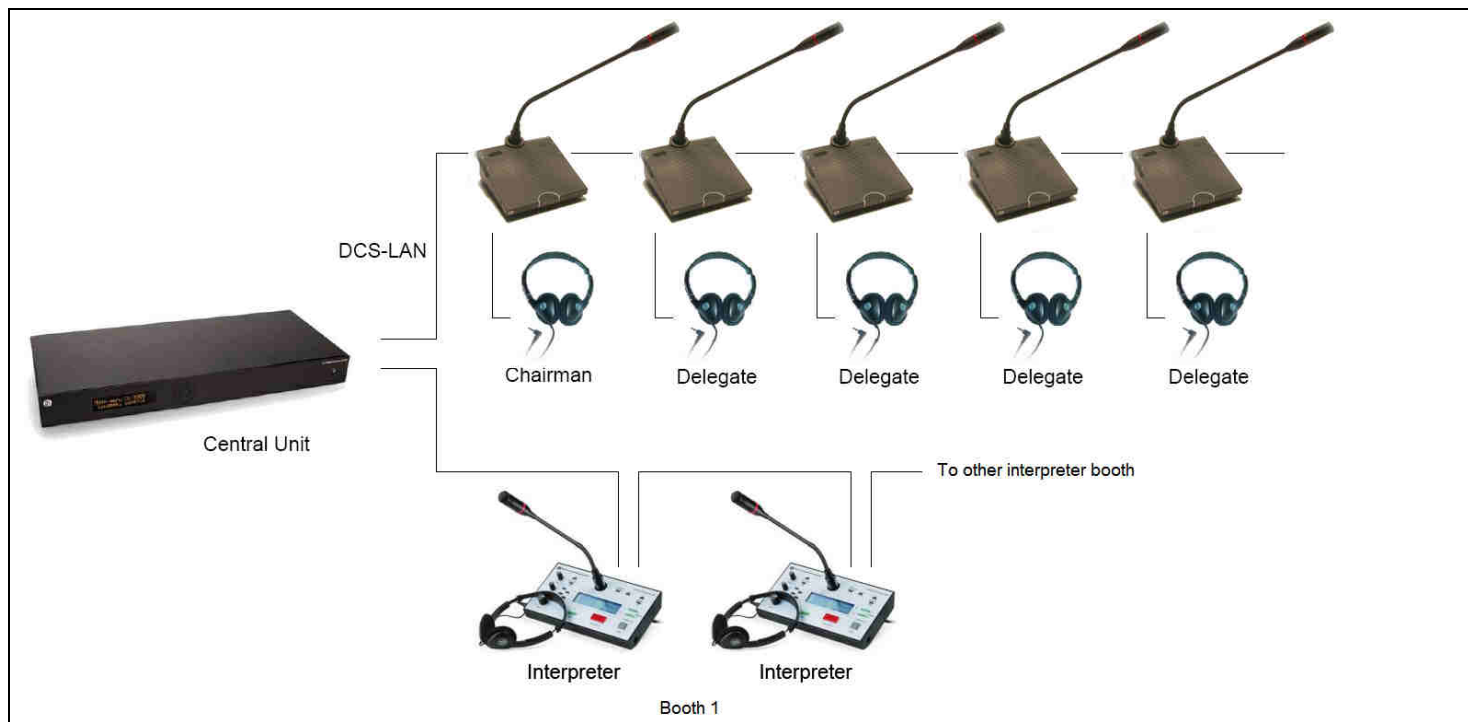 DCS-LAN
Chairman
Delegate
Delegate
Delegate
Delegate
Central Unit
To other interpreter booth
Interpreter
Interpreter
Booth 1